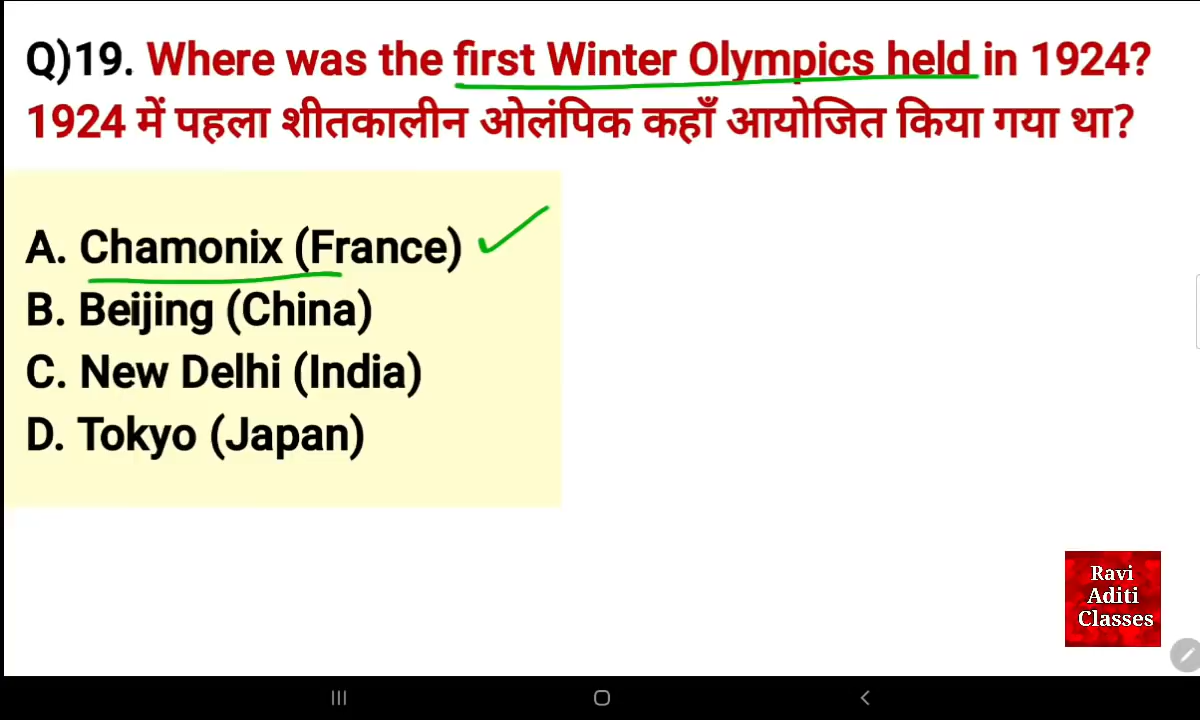 Q)19. Where was the first Winter Olympics held in 1924?
1924 में पहला शीतकालीन ओलंपिक कहाँ आयोजित किया गया था?
A. Chamonix (France)
B. Beijing (China)
C. New Delhi (India)
D. Tokyo (Japan)
Ravi
Aditi
Classes